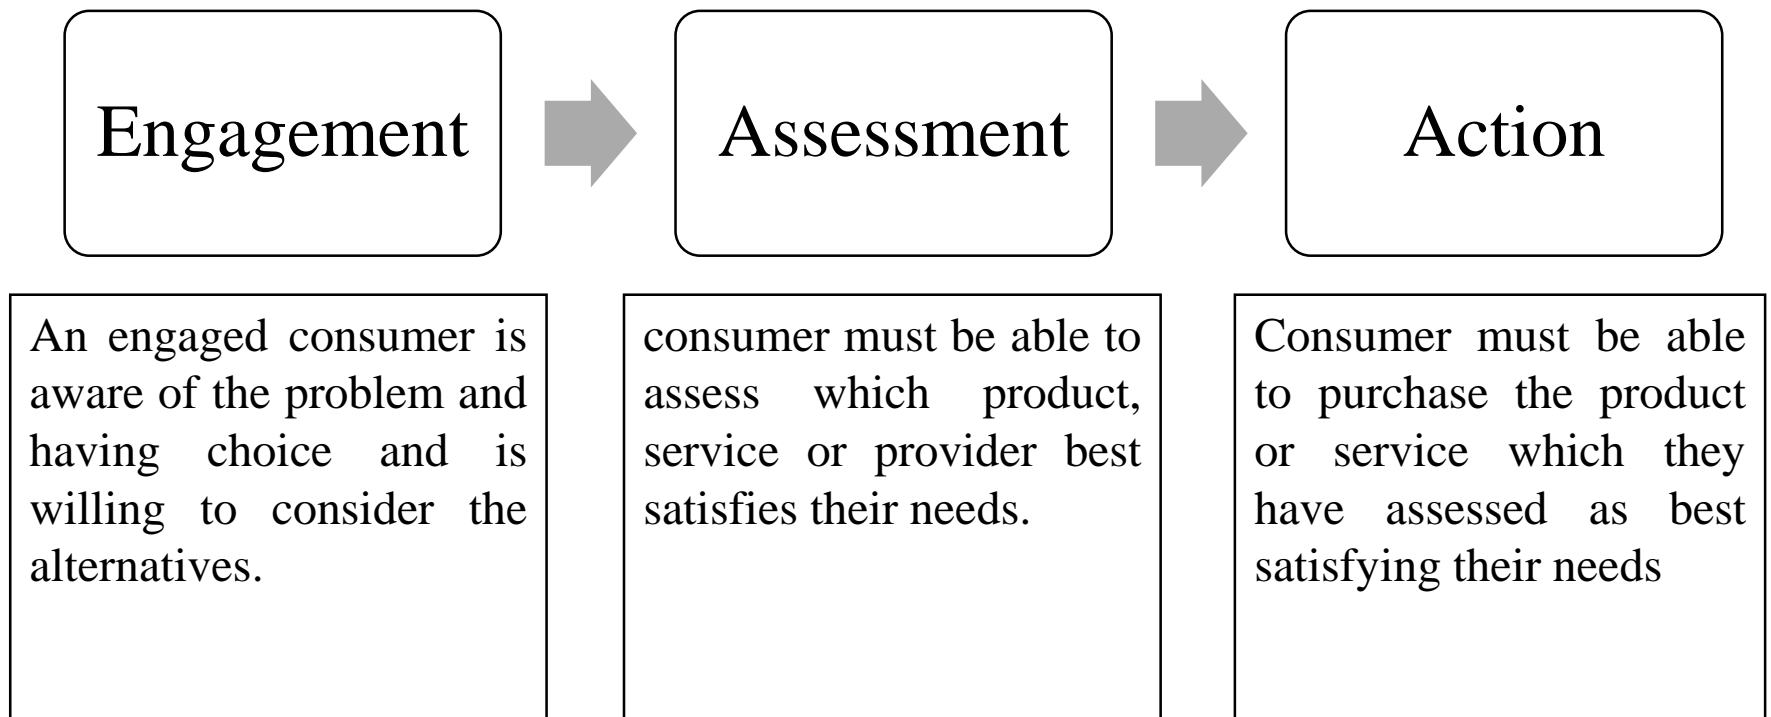 Engagement
Assessment
Action
An engaged consumer is
aware of the problem and
having choice and is
willing to consider the
alternatives.
consumer must be able to
assess which product,
service or provider best
satisfies their needs.
Consumer must be able
to purchase the product
or service which they
have assessed as best
satisfying their needs